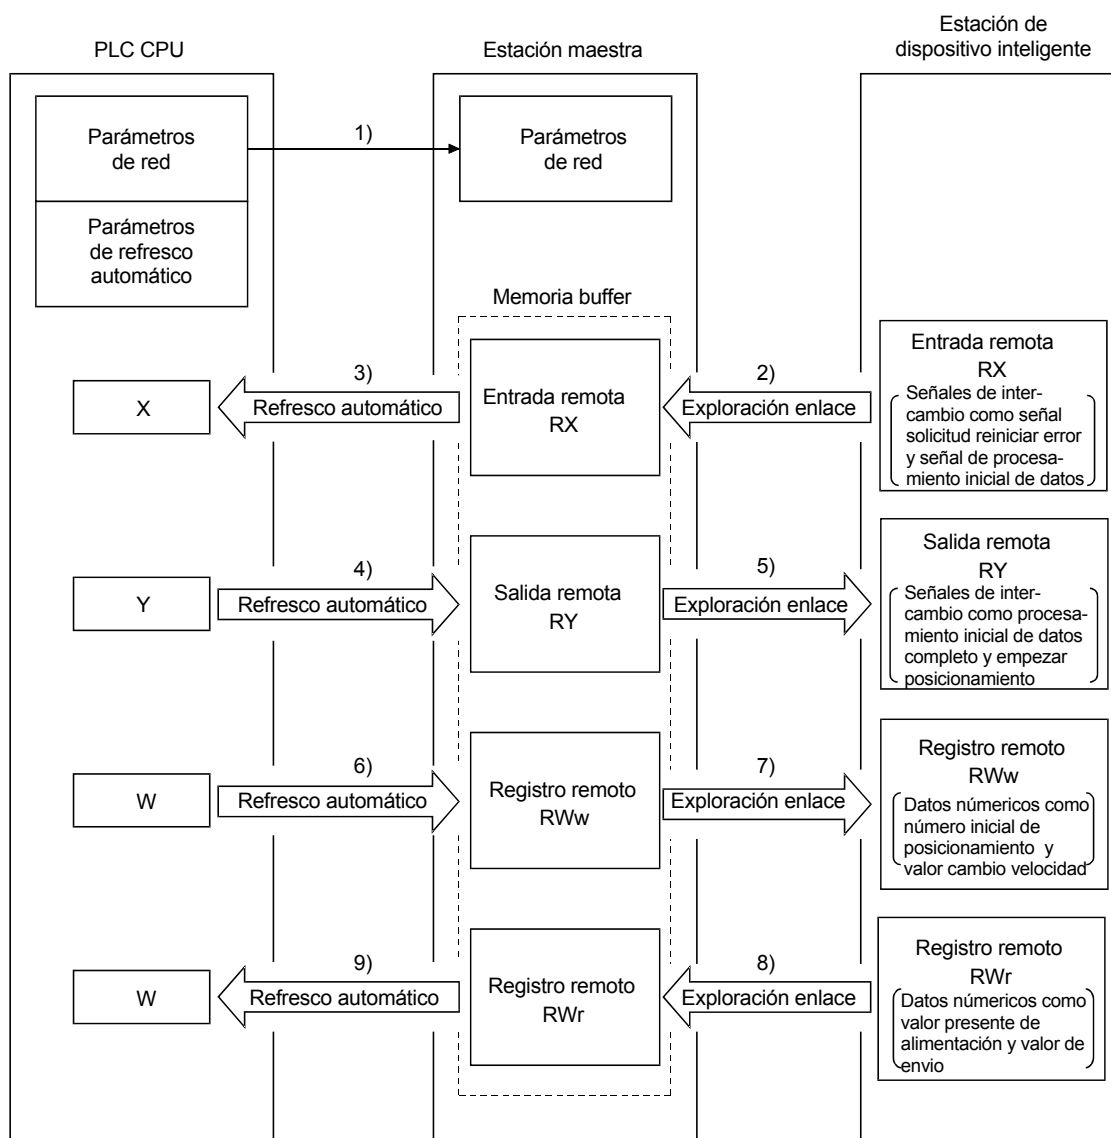 Estación de
dispositivo inteligente
PLC CPU
Estación maestra
Parámetros
de red
1)
Parámetros
de red
Parámetros
de refresco
automático
Memoria buffer
X
3)
Refresco automático
Entrada remota
RX
2)
Exploración enlace
Entrada remota
RX
Señales de inter-
cambio como señal
solicitud reiniciar error
y señal de procesa-
miento inicial de datos
Y
4)
Refresco automático
Salida remota
RY
5)
Exploración enlace
Salida remota
RY
Señales de inter-
cambio como procesa-
miento inicial de datos
completo y empezar
posicionamiento
W
6)
Refresco automático
Registro remoto
RWw
7)
Exploración enlace
Registro remoto
RWw
Datos númericos como
número inicial de
posicionamiento y
valor cambio velocidad
W
9)
Refresco automático
Registro remoto
RWr
8)
Exploración enlace
Registro remoto
RWr
Datos númericos como
valor presente de
alimentación y valor de
envio